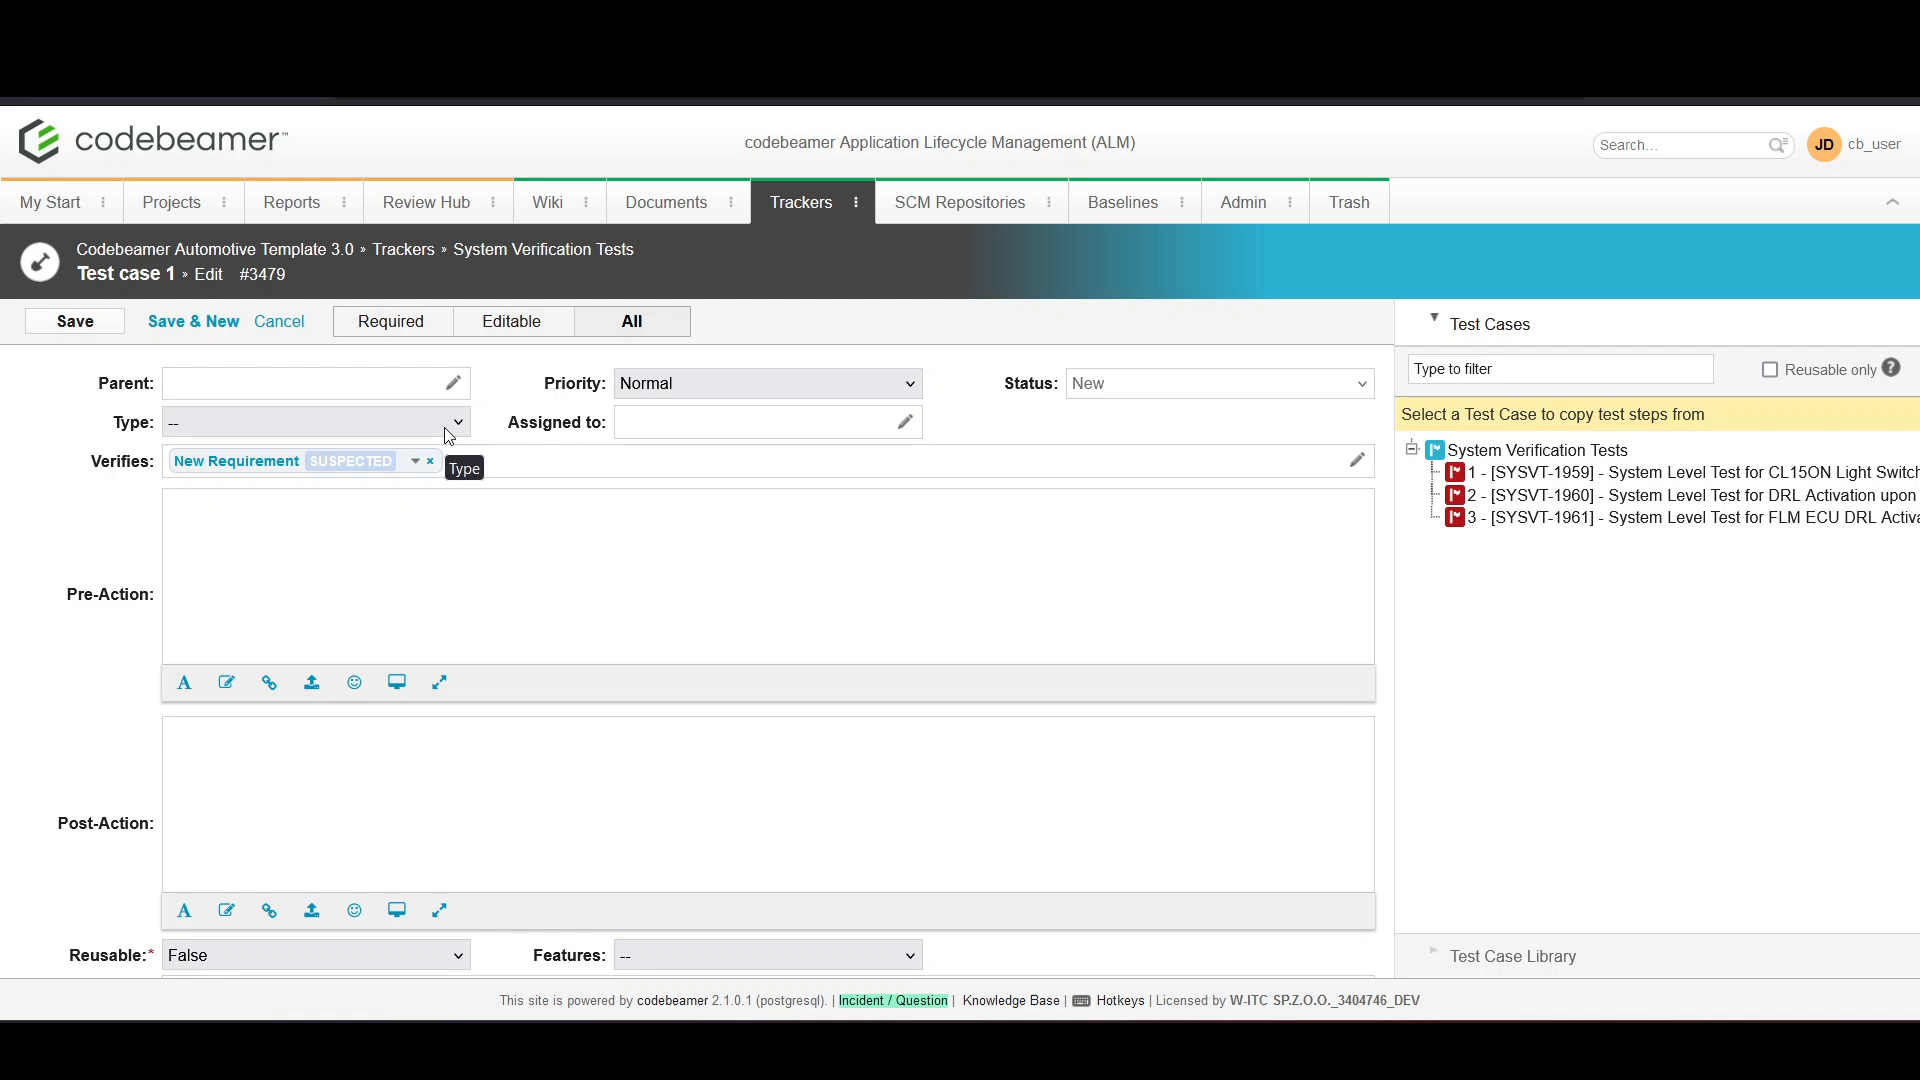 codebeamer™
codebeamer Application Lifecycle Management (ALM)
Search...
JD cb_user
My Start Projects Reports Review Hub Wiki Documents Trackers SCM Repositories Baselines Admin Trash
Codebeamer Automotive Template 3.0 » Trackers » System Verification Tests
Test case 1 » Edit #3479
Save Save & New Cancel Required Editable All
Test Cases
Parent:
Priority: Normal
Status: New
Type to filter
Reusable only ?
Type: --
Assigned to:
Select a Test Case to copy test steps from
Verifies: New Requirement SUSPECTED ×
Type
System Verification Tests
1 - [SYSVT-1959] - System Level Test for CL15ON Light Switch
2 - [SYSVT-1960] - System Level Test for DRL Activation upon
3 - [SYSVT-1961] - System Level Test for FLM ECU DRL Activa
Pre-Action:
Post-Action:
Reusable:* False
Features: --
Test Case Library
This site is powered by codebeamer 2.1.0.1 (postgresql). | Incident / Question | Knowledge Base | Hotkeys | Licensed by W-ITC SP.Z.O.O._3404746_DEV